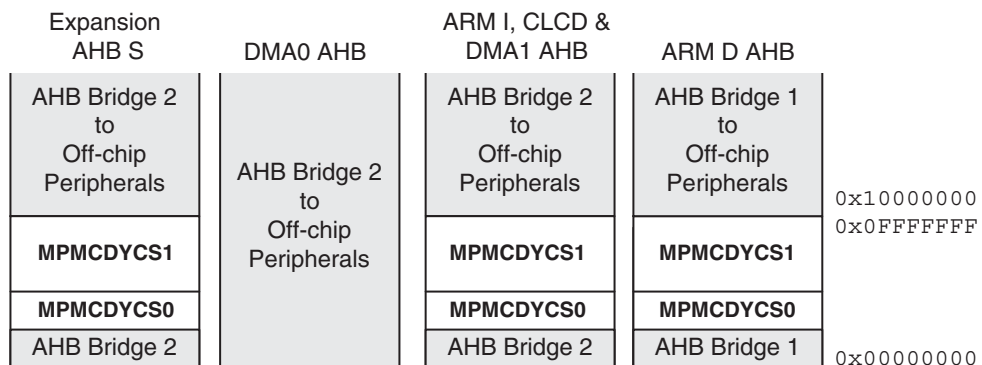 Expansion
AHB S
DMA0 AHB
ARM I, CLCD &
DMA1 AHB
ARM D AHB
AHB Bridge 2
to
Off-chip
Peripherals
MPMCDYCS1
MPMCDYCS0
AHB Bridge 2
AHB Bridge 2
to
Off-chip
Peripherals
AHB Bridge 2
to
Off-chip
Peripherals
MPMCDYCS1
MPMCDYCS0
AHB Bridge 2
AHB Bridge 1
to
Off-chip
Peripherals
MPMCDYCS1
MPMCDYCS0
AHB Bridge 1
0x10000000
0x0FFFFFFF
0x00000000